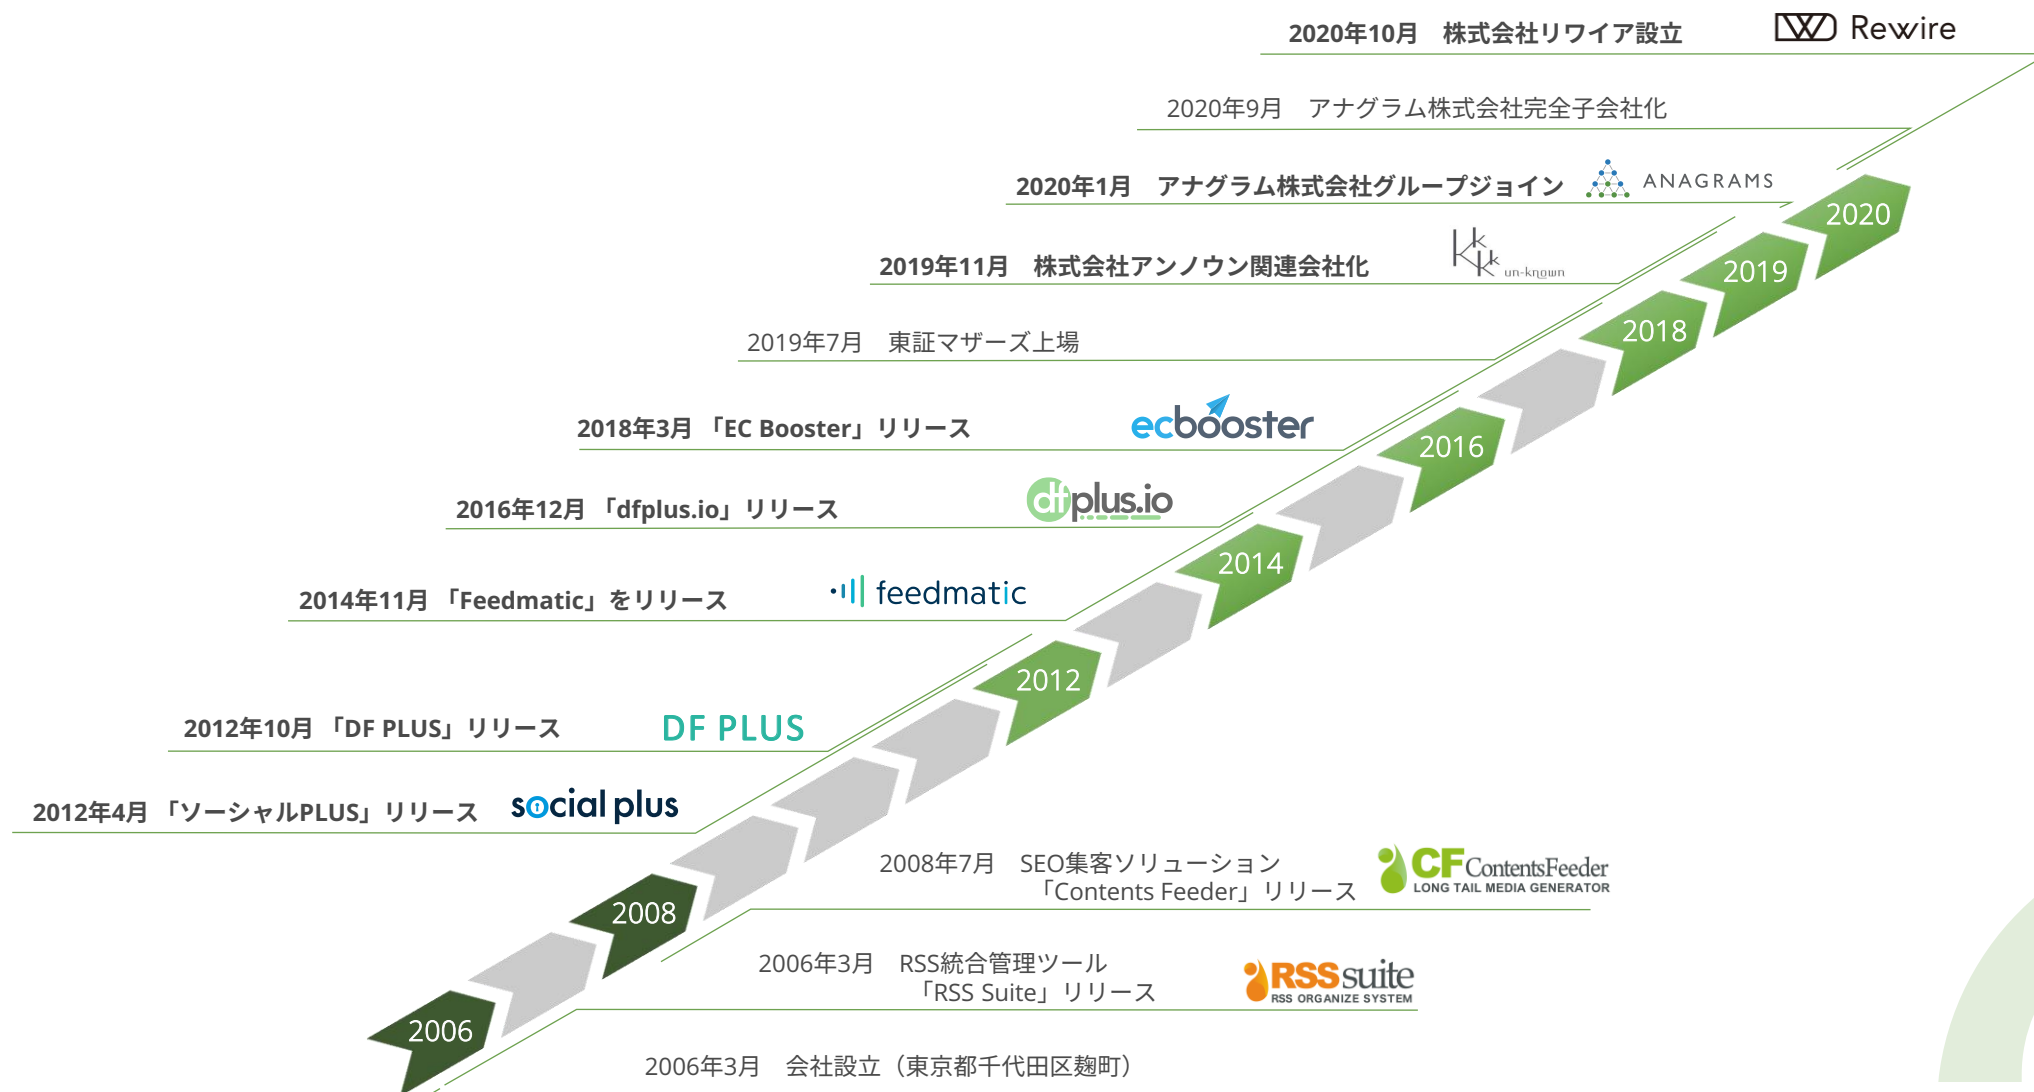 2020年10月　株式会社リワイア設立
Rewire
2020年9月　アナグラム株式会社完全子会社化
2020年1月　アナグラム株式会社グループジョイン
ANAGRAMS
2020
2019年11月　株式会社アンノウン関連会社化
un-known
2019
2019年7月　東証マザーズ上場
2018
2018年3月 「EC Booster」リリース
ecbooster
2016
2016年12月 「dfplus.io」リリース
dfplus.io
2014年11月 「Feedmatic」をリリース
feedmatic
2014
2012
2012年10月 「DF PLUS」リリース
DF PLUS
2012年4月 「ソーシャルPLUS」リリース
social plus
2008年7月　SEO集客ソリューション
「Contents Feeder」リリース
CF ContentsFeeder
LONG TAIL MEDIA GENERATOR
2008
2006年3月　RSS統合管理ツール
「RSS Suite」リリース
RSS suite
RSS ORGANIZE SYSTEM
2006
2006年3月　会社設立（東京都千代田区麹町）